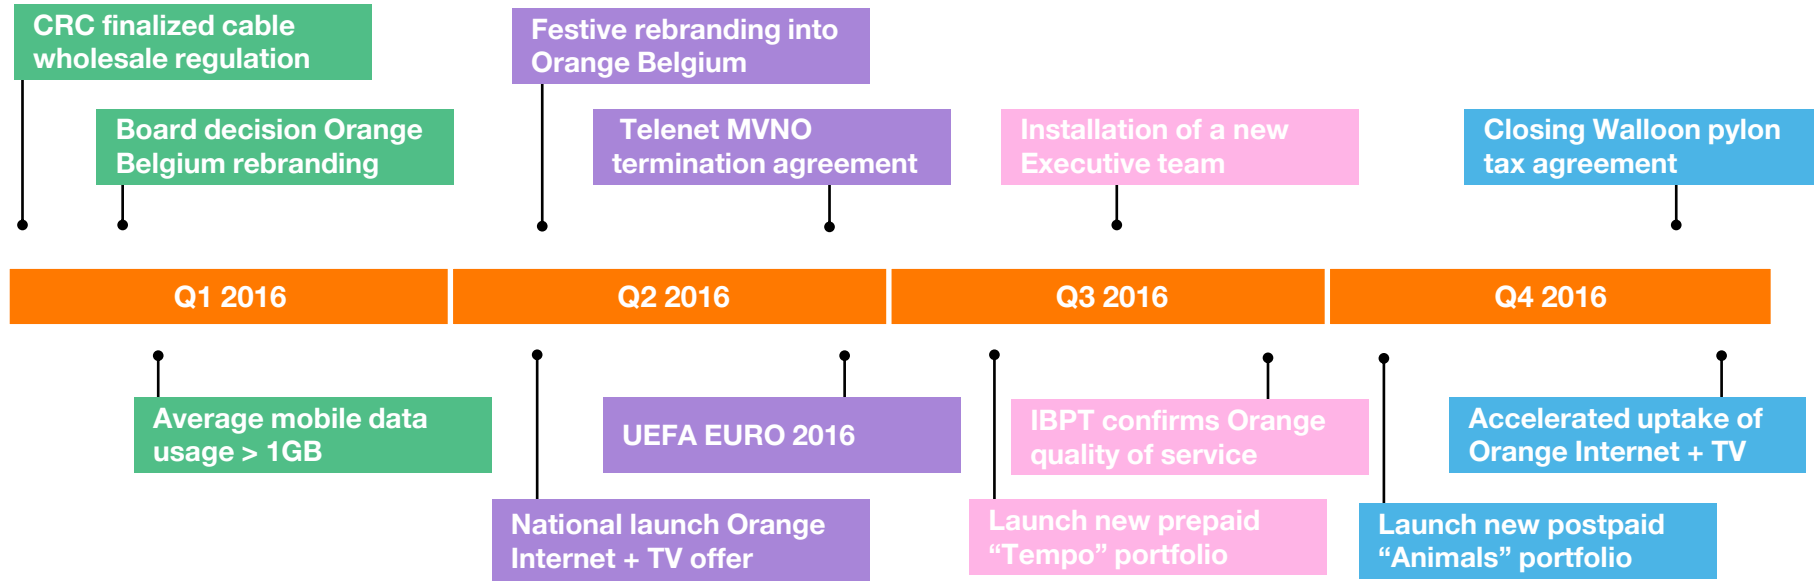 CRC finalized cable
wholesale regulation
Festive rebranding into
Orange Belgium
Board decision Orange
Belgium rebranding
Telenet MVNO
termination agreement
Installation of a new
Executive team
Closing Walloon pylon
tax agreement
Q1 2016
Q2 2016
Q3 2016
Q4 2016
Average mobile data
usage > 1GB
UEFA EURO 2016
IBPT confirms Orange
quality of service
Accelerated uptake of
Orange Internet + TV
National launch Orange
Internet + TV offer
Launch new prepaid
“Tempo” portfolio
Launch new postpaid
“Animals” portfolio